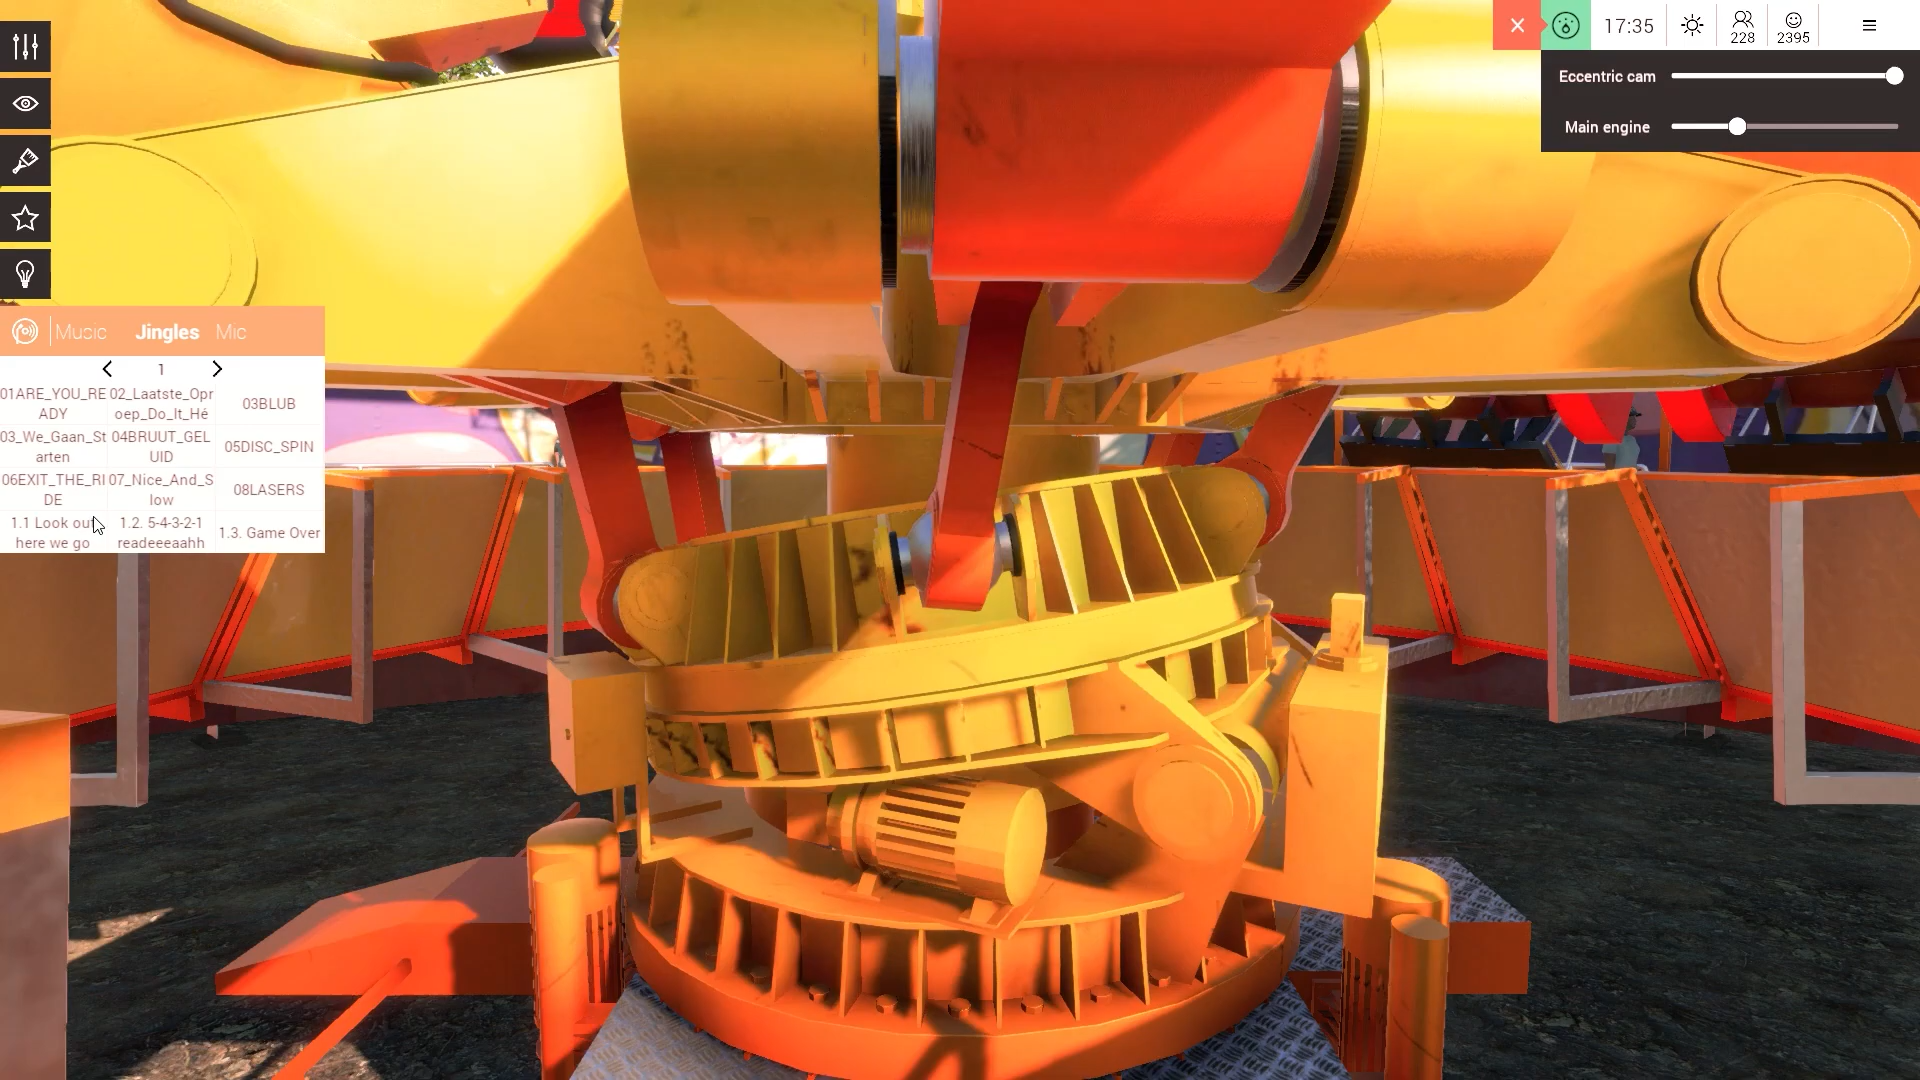 17:35
228
2395
Eccentric cam
Main engine
Music Jingles Mic
1
01ARE_YOU_RE
ADY
02_Laatste_Opr
oep_Do_It_Hé
03BLUB
03_We_Gaan_St
arten
04BRUUT_GEL
UID
05DISC_SPIN
06EXIT_THE_RI
DE
07_Nice_And_S
low
08LASERS
1.1 Look out
here we go
1.2. 5-4-3-2-1
readeeeaahh
1.3. Game Over